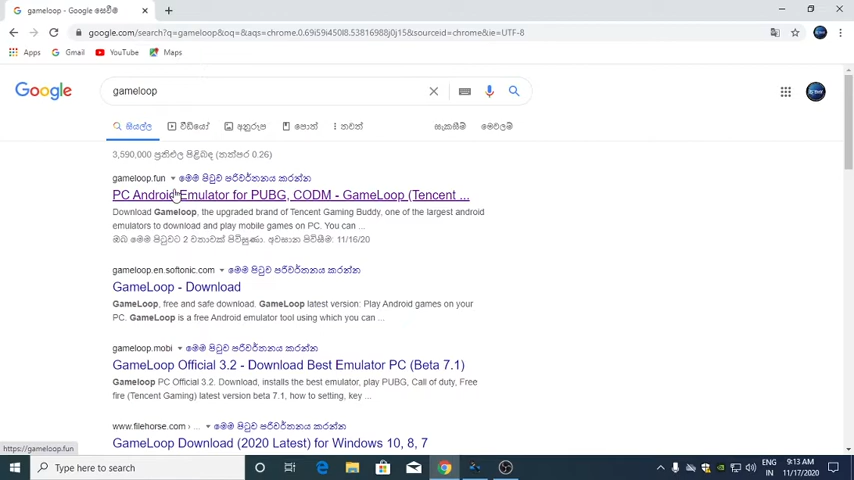 gameloop - Google සෙවීම
google.com/search?q=gameloop&oq=&aqs=chrome.0.69i59i450l8.53816988j0j15&sourceid=chrome&ie=UTF-8
Apps Gmail YouTube Maps
Google gameloop
සියල්ල වීඩියෝ අනුරූප පොත් තවත් සැකසීම් මෙවලම්
3,590,000 ප්‍රතිඵල පිළිබඳ (තත්පර 0.26)
gameloop.fun මෙම පිටුව පරිවර්තනය කරන්න
PC Android Emulator for PUBG, CODM - GameLoop (Tencent ...
Download Gameloop, the upgraded brand of Tencent Gaming Buddy, one of the largest android
emulators to download and play mobile games on PC. You can ...
ඔබ මෙම පිටුවට 2 වතාවක් පිවිසුණා. අවසාන පිවිසුම: 11/16/20
gameloop.en.softonic.com මෙම පිටුව පරිවර්තනය කරන්න
GameLoop - Download
GameLoop, free and safe download. GameLoop latest version: Play Android games on your
PC. GameLoop is a free Android emulator tool using which you can ...
gameloop.mobi මෙම පිටුව පරිවර්තනය කරන්න
GameLoop Official 3.2 - Download Best Emulator PC (Beta 7.1)
Gameloop PC Official 3.2. Download, installs the best emulator, play PUBG, Call of duty, Free
fire (Tencent Gaming) latest version beta 7.1, how to setting, key ...
www.filehorse.com › ... මෙම පිටුව පරිවර්තනය කරන්න
GameLoop Download (2020 Latest) for Windows 10, 8, 7
https://gameloop.fun
Type here to search
ENG
IN
9:13 AM
11/17/2020